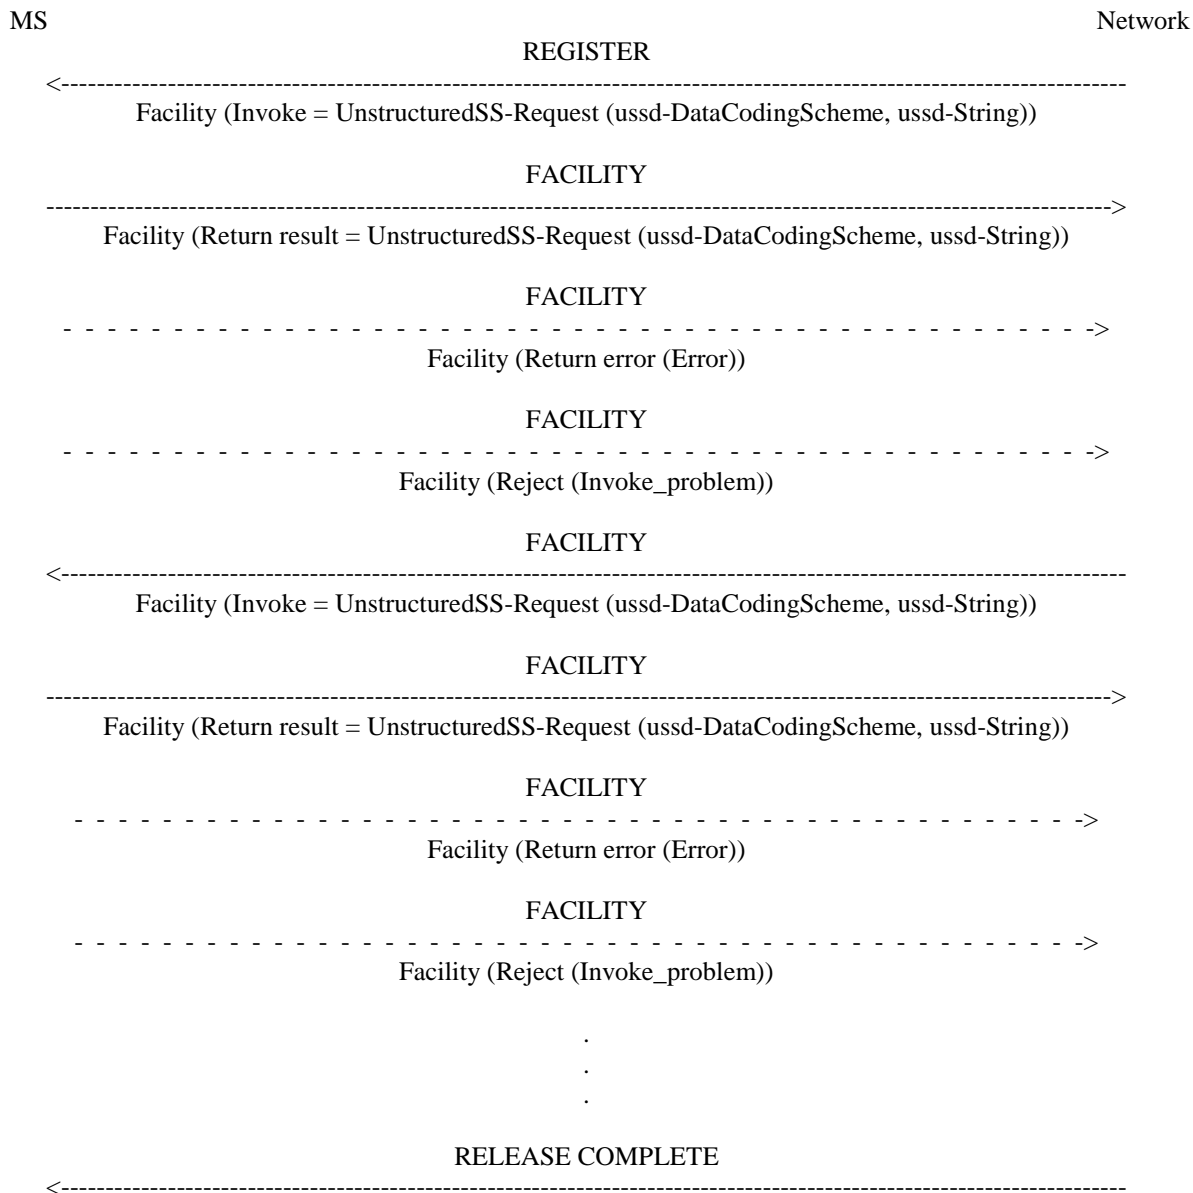 MS Network
REGISTER
<------------------------------------------------------------------------------------------------------------------------
Facility (Invoke = UnstructuredSS-Request (ussd-DataCodingScheme, ussd-String))
FACILITY
------------------------------------------------------------------------------------------------------------------------>
Facility (Return result = UnstructuredSS-Request (ussd-DataCodingScheme, ussd-String))
FACILITY
- - - - - - - - - - - - - - - - - - - - - - - - - - - - - - - - - - - - - - - - - - - - - - ->
Facility (Return error (Error))
FACILITY
- - - - - - - - - - - - - - - - - - - - - - - - - - - - - - - - - - - - - - - - - - - - - - ->
Facility (Reject (Invoke_problem))
FACILITY
<------------------------------------------------------------------------------------------------------------------------
Facility (Invoke = UnstructuredSS-Request (ussd-DataCodingScheme, ussd-String))
FACILITY
------------------------------------------------------------------------------------------------------------------------>
Facility (Return result = UnstructuredSS-Request (ussd-DataCodingScheme, ussd-String))
FACILITY
- - - - - - - - - - - - - - - - - - - - - - - - - - - - - - - - - - - - - - - - - - - - - ->
Facility (Return error (Error))
FACILITY
- - - - - - - - - - - - - - - - - - - - - - - - - - - - - - - - - - - - - - - - - - - - - ->
Facility (Reject (Invoke_problem))
.
.
.
RELEASE COMPLETE
<------------------------------------------------------------------------------------------------------------------------